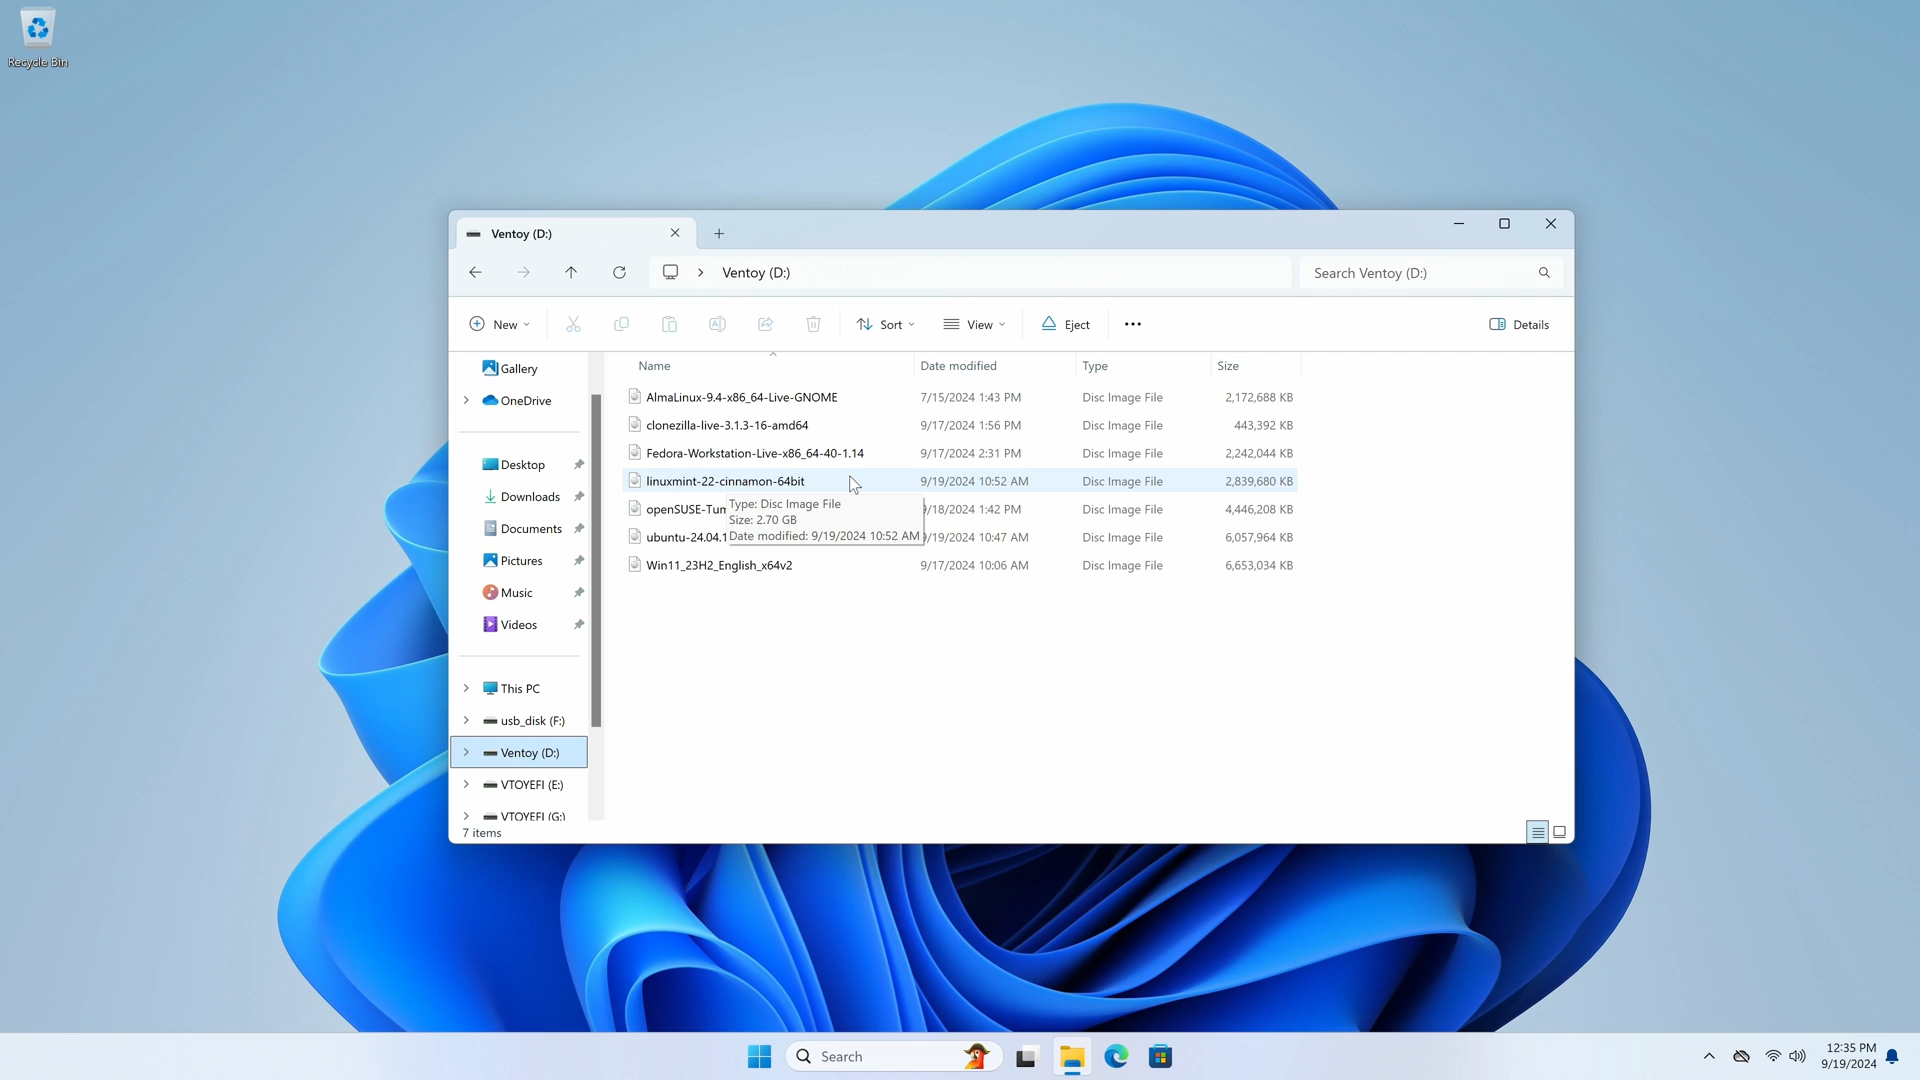 Recycle Bin
Ventoy (D:)
Ventoy (D:)
Search Ventoy (D:)
New
Sort
View
Eject
Details
Gallery
OneDrive
Desktop
Downloads
Documents
Pictures
Music
Videos
This PC
usb_disk (F:)
Ventoy (D:)
VTOYEFI (E:)
VTOYEFI (G:)
Name Date modified Type Size
AlmaLinux-9.4-x86_64-Live-GNOME 7/15/2024 1:43 PM Disc Image File 2,172,688 KB
clonezilla-live-3.1.3-16-amd64 9/17/2024 1:56 PM Disc Image File 443,392 KB
Fedora-Workstation-Live-x86_64-40-1.14 9/17/2024 2:31 PM Disc Image File 2,242,044 KB
linuxmint-22-cinnamon-64bit 9/19/2024 10:52 AM Disc Image File 2,839,680 KB
openSUSE-Tum 9/18/2024 1:42 PM Disc Image File 4,446,208 KB
ubuntu-24.04.1 9/19/2024 10:47 AM Disc Image File 6,057,964 KB
Win11_23H2_English_x64v2 9/17/2024 10:06 AM Disc Image File 6,653,034 KB
Type: Disc Image File
Size: 2.70 GB
Date modified: 9/19/2024 10:52 AM
7 items
Search
12:35 PM
9/19/2024